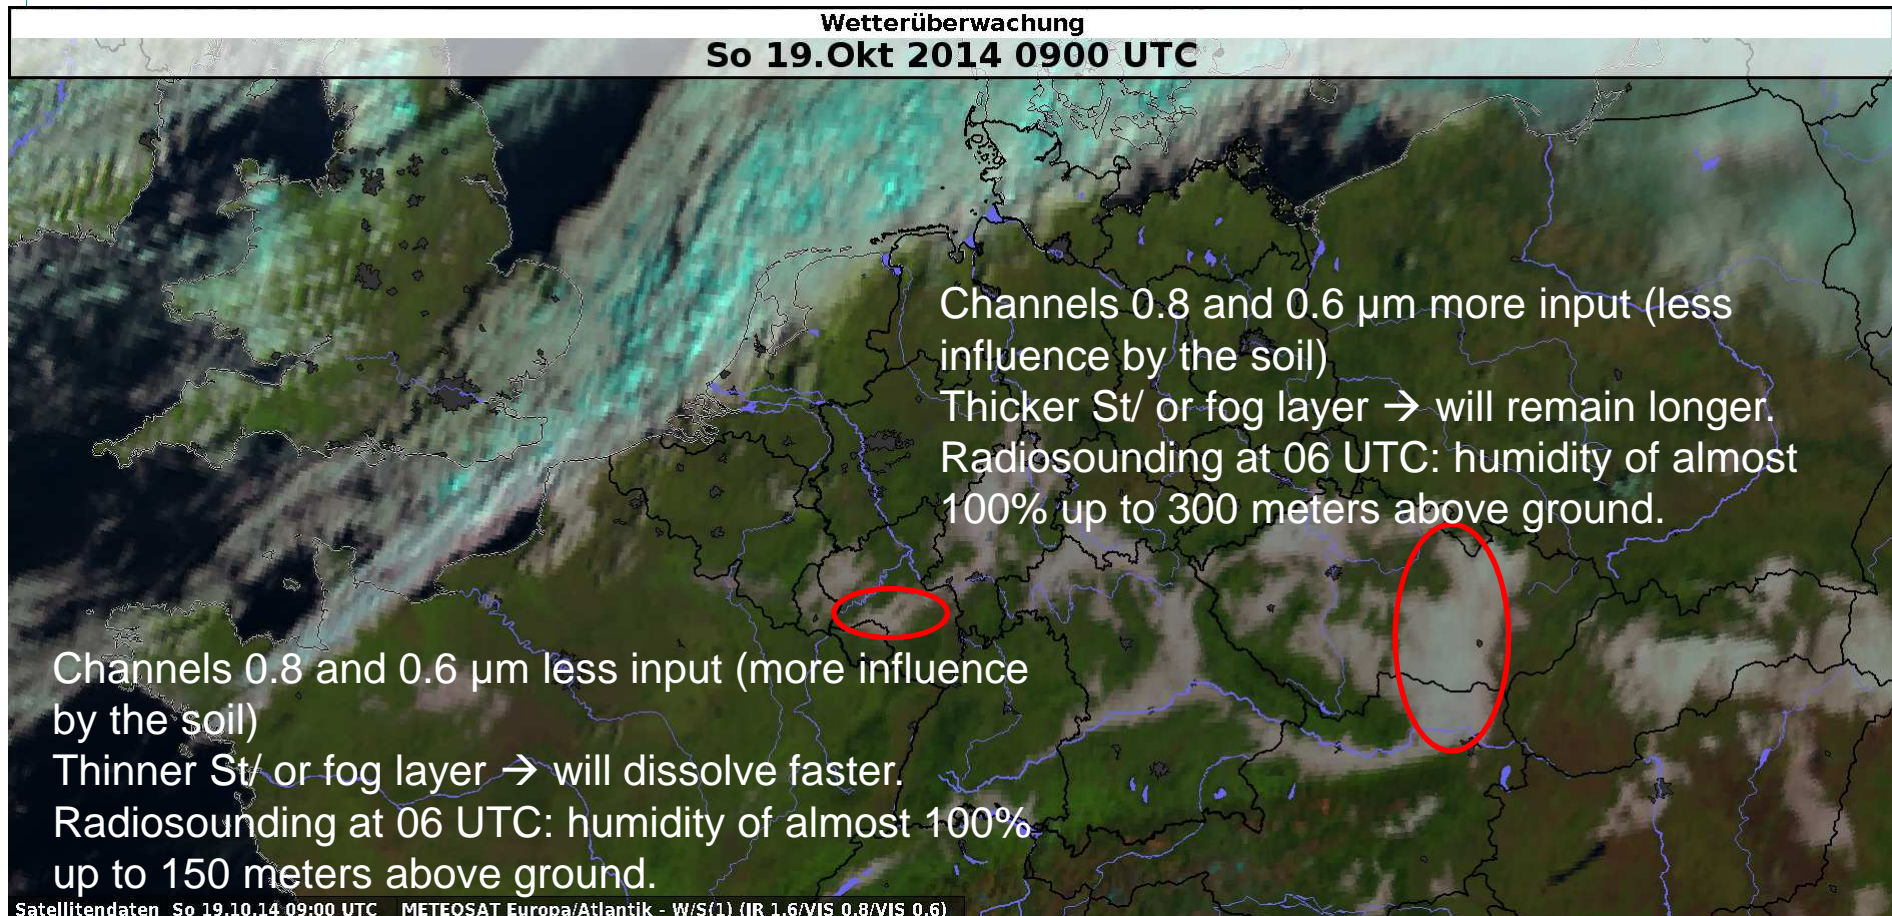 Wetterüberwachung
So 19.Okt 2014 0900 UTC
Channels 0.8 and 0.6 µm more input (less
influence by the soil)
Thicker St/ or fog layer → will remain longer.
Radiosounding at 06 UTC: humidity of almost
100% up to 300 meters above ground.
Channels 0.8 and 0.6 µm less input (more influence
by the soil)
Thinner St/ or fog layer → will dissolve faster.
Radiosounding at 06 UTC: humidity of almost 100%
up to 150 meters above ground.
Satellitendaten So 19.10.14 09:00 UTC METEOSAT Europa/Atlantik - W/S(1) (IR 1.6/VIS 0.8/VIS 0.6)